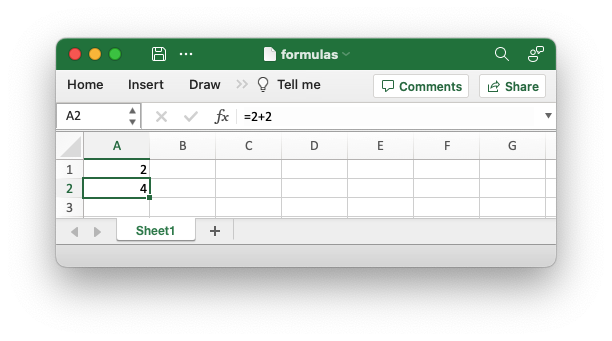 formulas
Home Insert Draw Tell me Comments Share
A2 fx =2+2
A B C D E F G
1 2
2 4
3
Sheet1